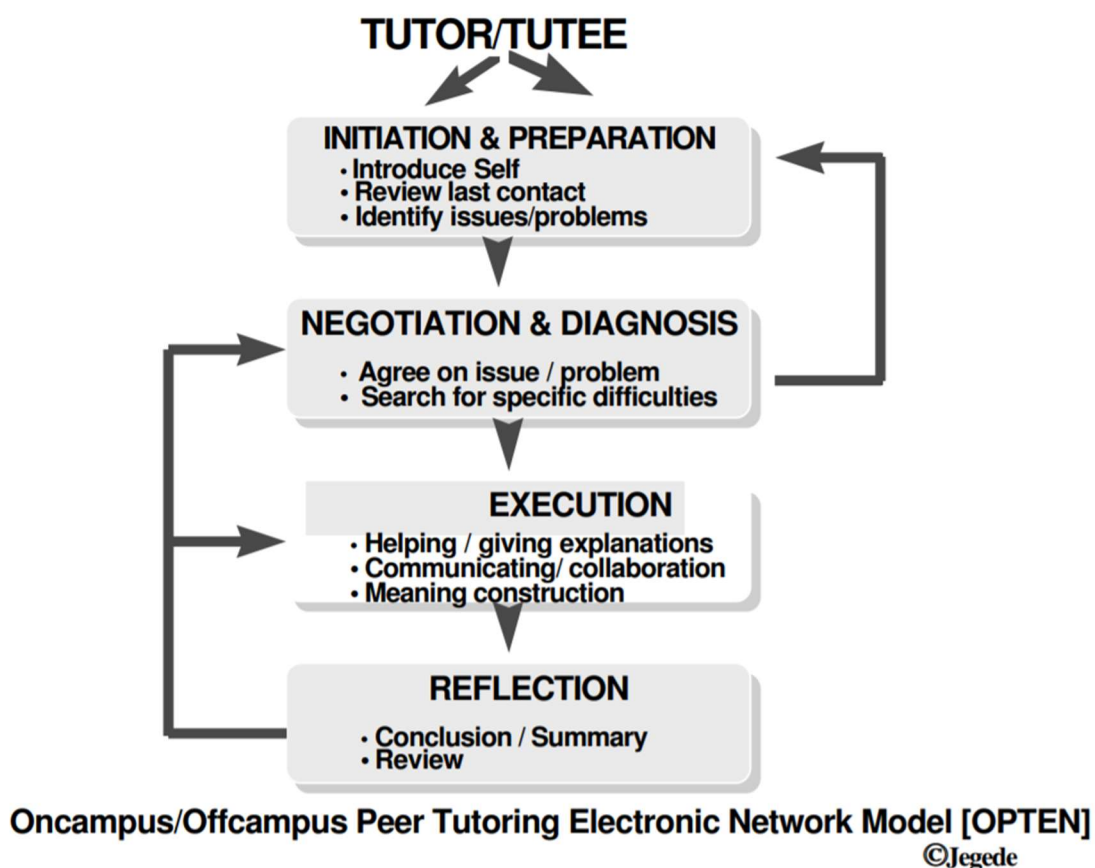 TUTOR/TUTEE
INITIATION & PREPARATION
• Introduce Self
• Review last contact
• Identify issues/problems
NEGOTIATION & DIAGNOSIS
• Agree on issue / problem
• Search for specific difficulties
EXECUTION
• Helping / giving explanations
• Communicating/ collaboration
• Meaning construction
REFLECTION
• Conclusion / Summary
• Review
Oncampus/Offcampus Peer Tutoring Electronic Network Model [OPTEN]
©Jegede